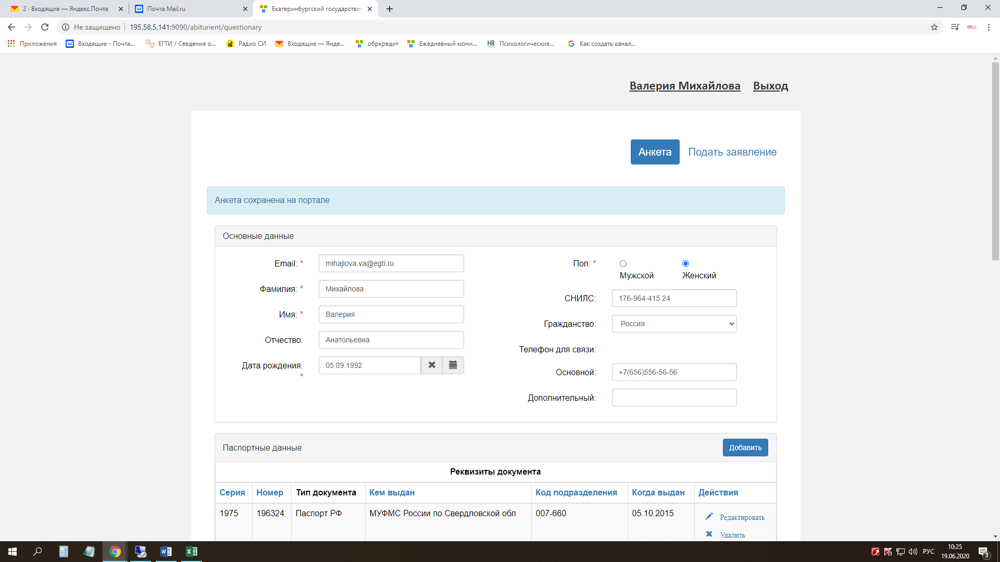 2 · Входящие — Яндекс.Почта
Почта Mail.ru
Екатеринбургский государствен
Не защищено
195.58.5.141:9090/abiturient/questionary
Приложения
Входящие - Почта...
ЕГТИ / Сведения о...
Радио СИ
Входящие — Янде...
обркредит
Ежедневный мони...
HR
Психологические...
Как создать канал...
Валерия Михайлова
Выход
Анкета
Подать заявление
Анкета сохранена на портале
Основные данные
Email: *
mihajlova.va@egti.ru
Фамилия: *
Михайлова
Имя: *
Валерия
Отчество:
Анатольевна
Дата рождения: *
05.09.1992
Пол: *
Мужской
Женский
СНИЛС:
176-964-415 24
Гражданство:
Россия
Телефон для связи:
Основной:
+7(656)556-56-56
Дополнительный:
Паспортные данные
Добавить
Реквизиты документа
Серия Номер Тип документа Кем выдан Код подразделения Когда выдан Действия
1975 196324 Паспорт РФ МУФМС России по Свердловской обл 007-660 05.10.2015
Редактировать
Удалить
РУС
10:25
19.06.2020
3